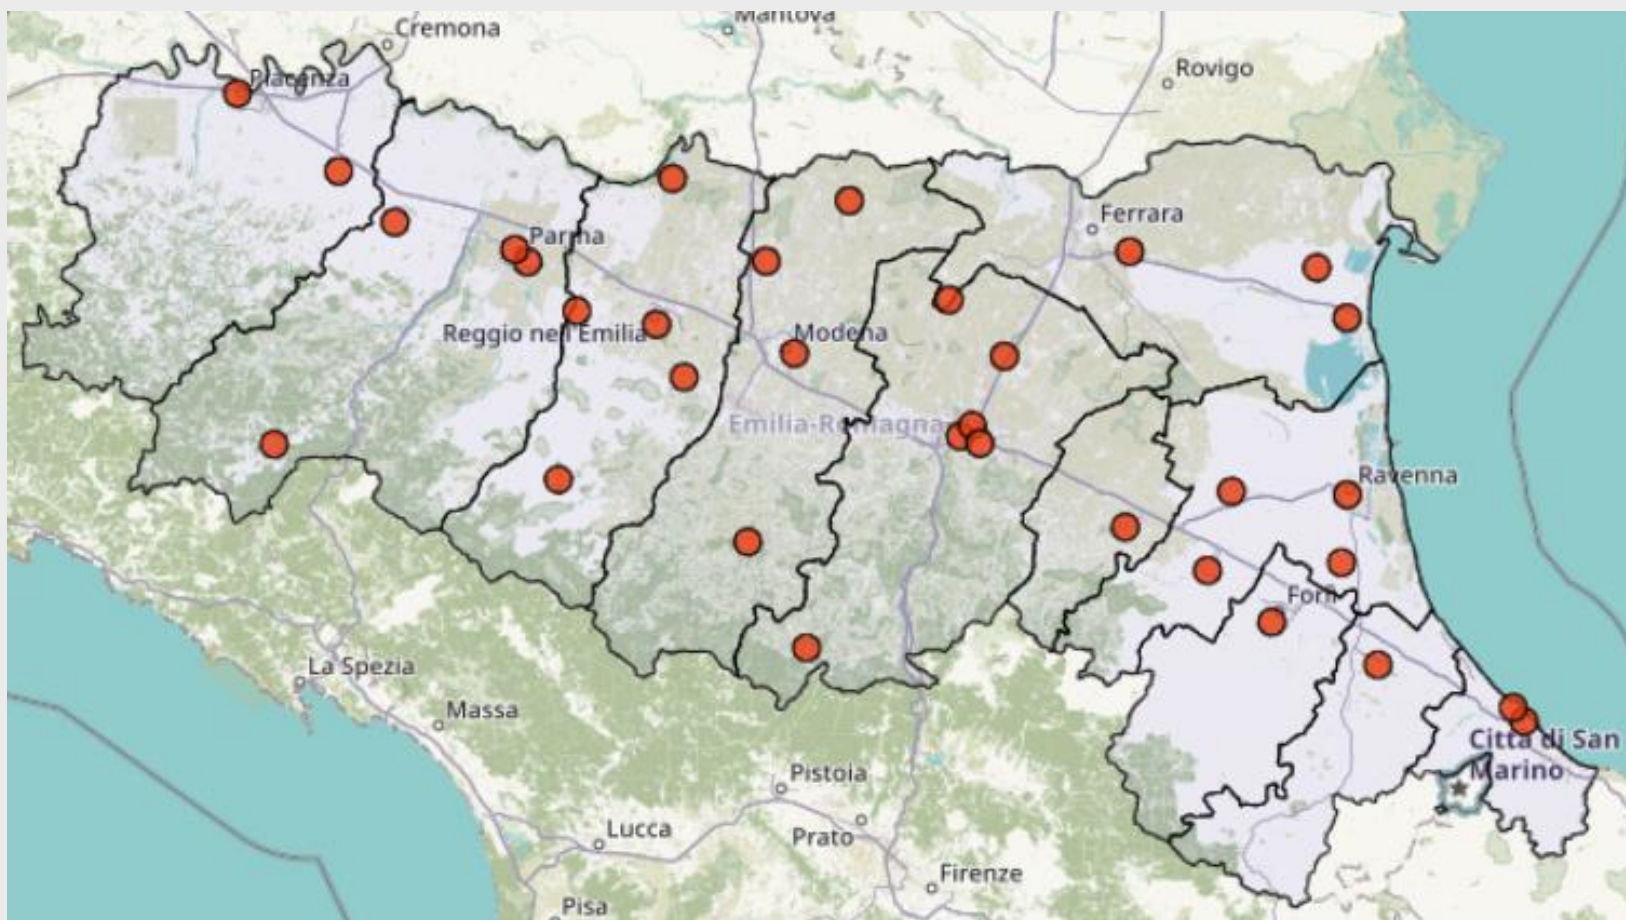 Mantova
Cremona
Rovigo
Piacenza
Ferrara
Parma
Reggio nell'Emilia
Modena
Emilia-Romagna
Ravenna
Forlì
La Spezia
Massa
Città di San
Marino
Pistoia
Prato
Lucca
Firenze
Pisa